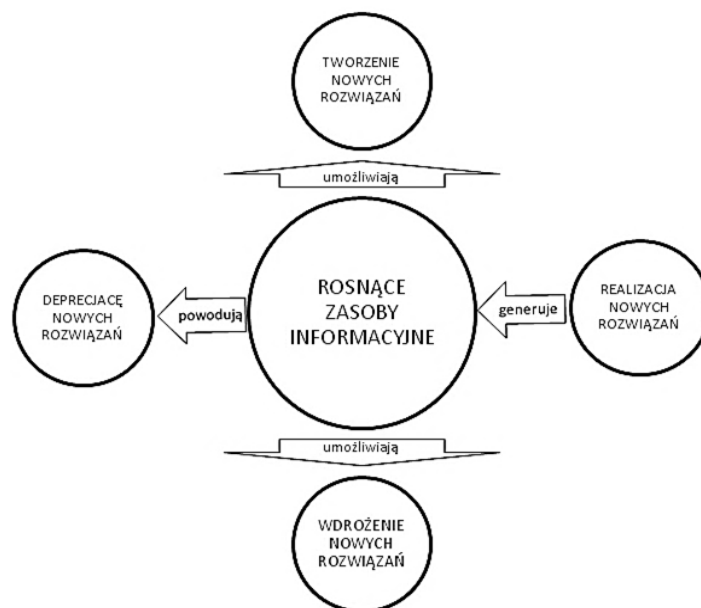 TWORZENIE
NOWYCH
ROZWIĄZAŃ
umożliwiają
DEPRECJACĘ
NOWYCH
ROZWIĄZAŃ
powodują
ROSNĄCE
ZASOBY
INFORMACYJNE
generuje
REALIZACJA
NOWYCH
ROZWIĄZAŃ
umożliwiają
WDROŻENIE
NOWYCH
ROZWIĄZAŃ